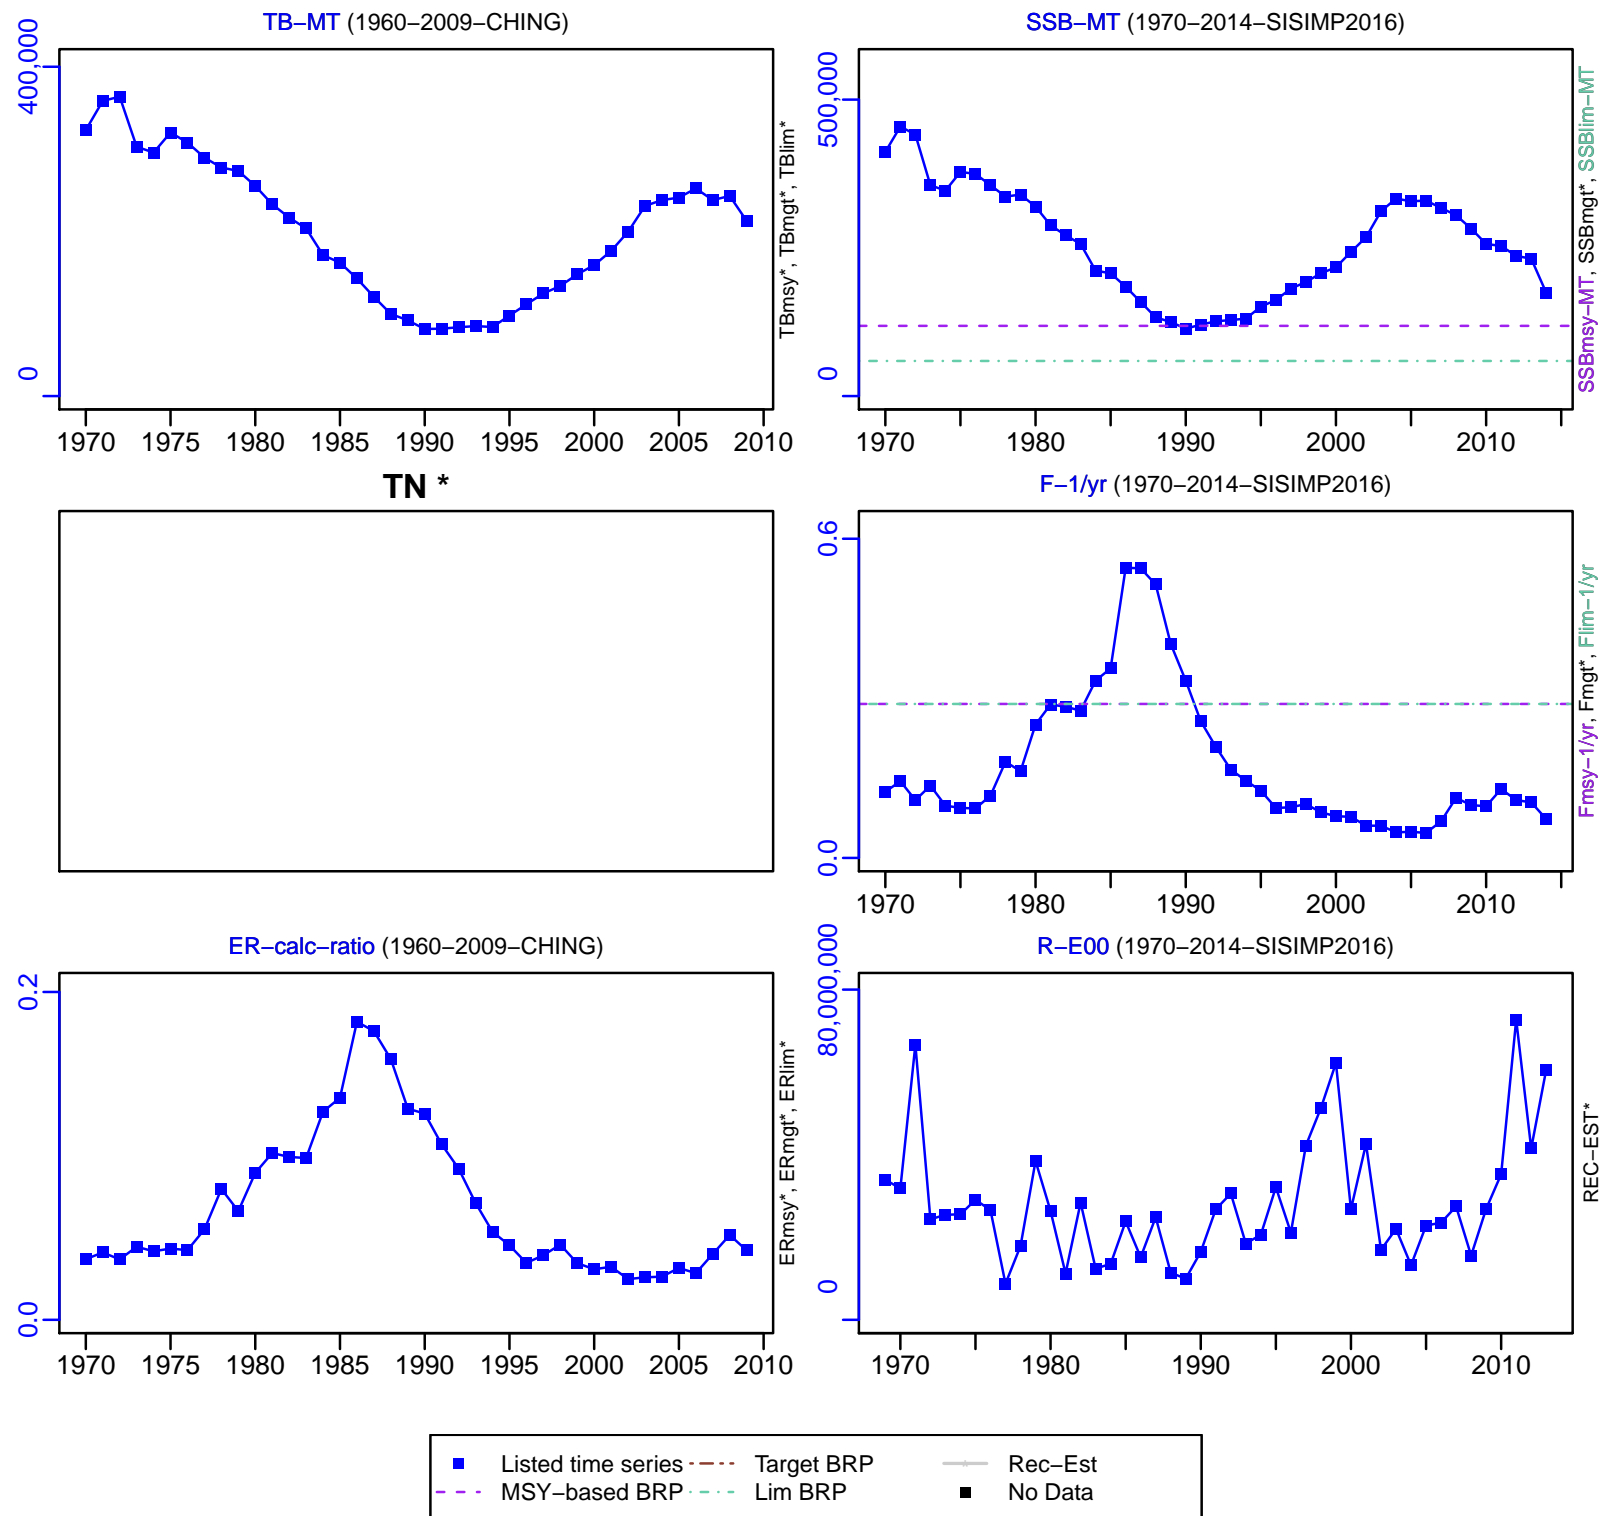 TB−MT (1960−2009−CHING)
400,000
0
TBmsy*, TBmgt*, TBlim*
1970 1975 1980 1985 1990 1995 2000 2005 2010
SSB−MT (1970−2014−SISIMP2016)
500,000
0
SSBmsy−MT, SSBmgt*, SSBlim−MT
1970 1980 1990 2000 2010
TN *
F−1/yr (1970−2014−SISIMP2016)
0.6
0.0
Fmsy−1/yr, Fmgt*, Flim−1/yr
1970 1980 1990 2000 2010
ER−calc−ratio (1960−2009−CHING)
0.2
0.0
ERmsy*, ERmgt*, ERlim*
1970 1975 1980 1985 1990 1995 2000 2005 2010
R−E00 (1970−2014−SISIMP2016)
80,000,000
0
REC−EST*
1970 1980 1990 2000 2010
Listed time series Target BRP Rec−Est
MSY−based BRP Lim BRP No Data